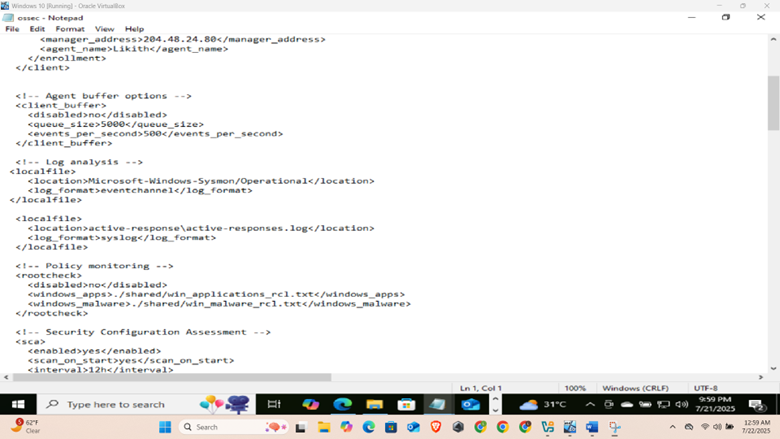 Windows 10 [Running] - Oracle VirtualBox
ossec - Notepad
File Edit Format View Help
<manager_address>204.48.24.80</manager_address>
<agent_name>Likith</agent_name>
</enrollment>
</client>
<!-- Agent buffer options -->
<client_buffer>
<disabled>no</disabled>
<queue_size>5000</queue_size>
<events_per_second>500</events_per_second>
</client_buffer>
<!-- Log analysis -->
<localfile>
<location>Microsoft-Windows-Sysmon/Operational</location>
<log_format>eventchannel</log_format>
</localfile>
<localfile>
<location>active-response\active-responses.log</location>
<log_format>syslog</log_format>
</localfile>
<!-- Policy monitoring -->
<rootcheck>
<disabled>no</disabled>
<windows_apps>./shared/win_applications_rcl.txt</windows_apps>
<windows_malware>./shared/win_malware_rcl.txt</windows_malware>
</rootcheck>
<!-- Security Configuration Assessment -->
<sca>
<enabled>yes</enabled>
<scan_on_start>yes</scan_on_start>
<interval>12h</interval>
Ln 1, Col 1 100% Windows (CRLF) UTF-8
Type here to search 31°C 9:59 PM
7/21/2025
2
5 62°F
Clear
Search
12:59 AM
7/22/2025